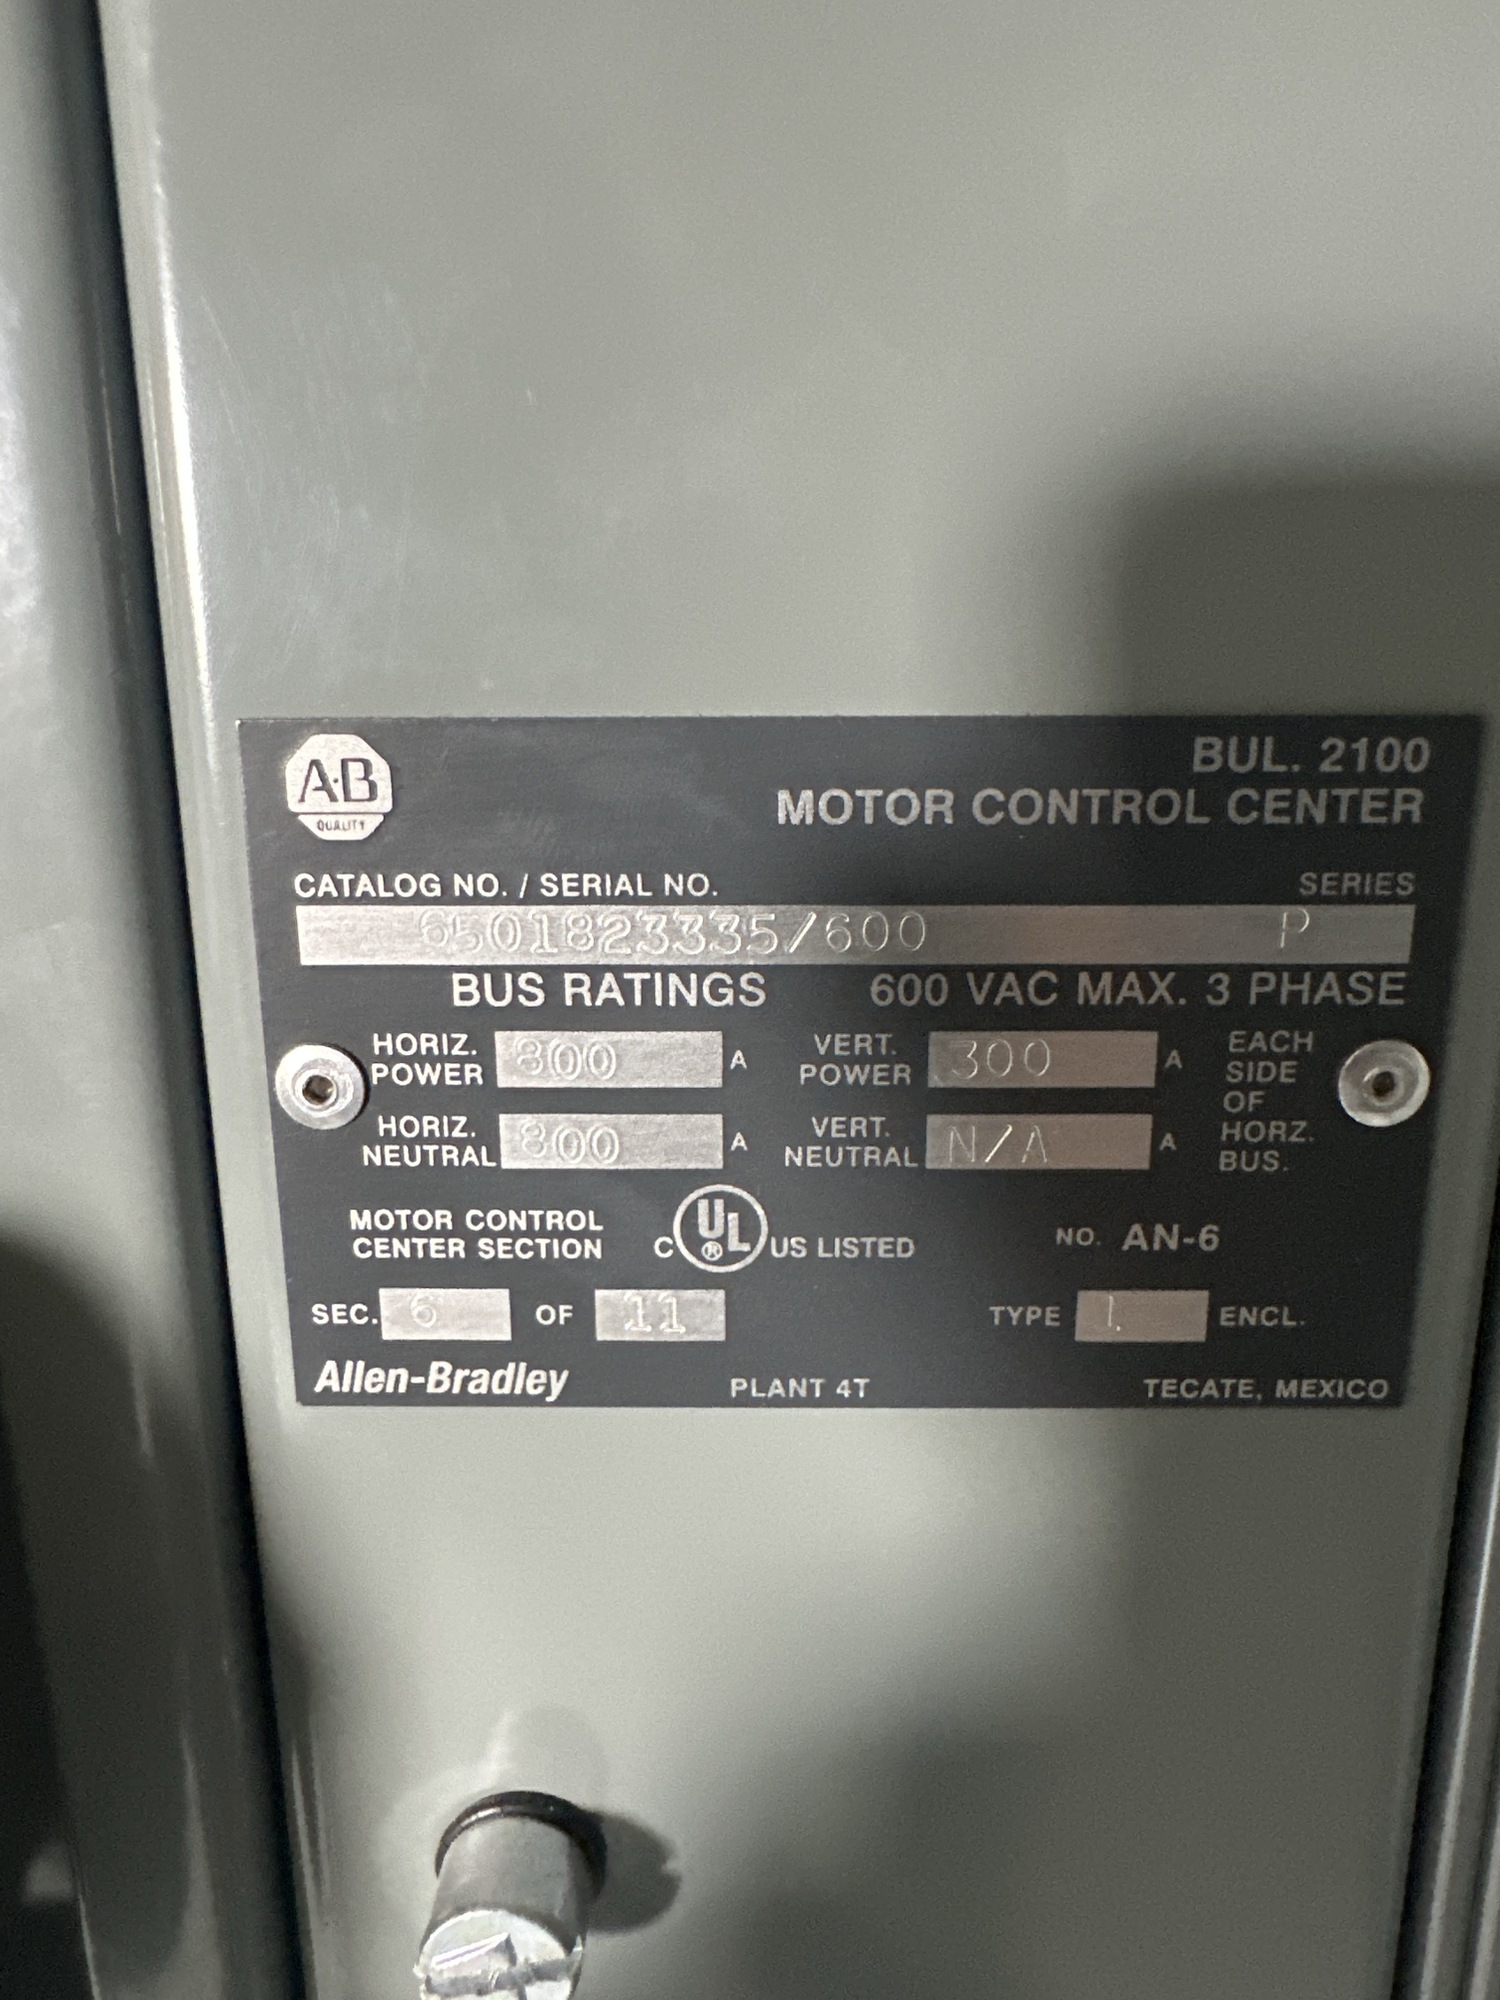 A-B
QUALITY
BUL. 2100
MOTOR CONTROL CENTER
CATALOG NO. / SERIAL NO. SERIES
6501823335/600 P
BUS RATINGS 600 VAC MAX. 3 PHASE
HORIZ. POWER 800 A VERT. POWER 300 A EACH SIDE OF HORZ. BUS.
HORIZ. NEUTRAL 800 A VERT. NEUTRAL N/A A
MOTOR CONTROL CENTER SECTION C UL ® US LISTED NO. AN-6
SEC. 6 OF 11 TYPE 1 ENCL.
Allen-Bradley PLANT 4T TECATE, MEXICO